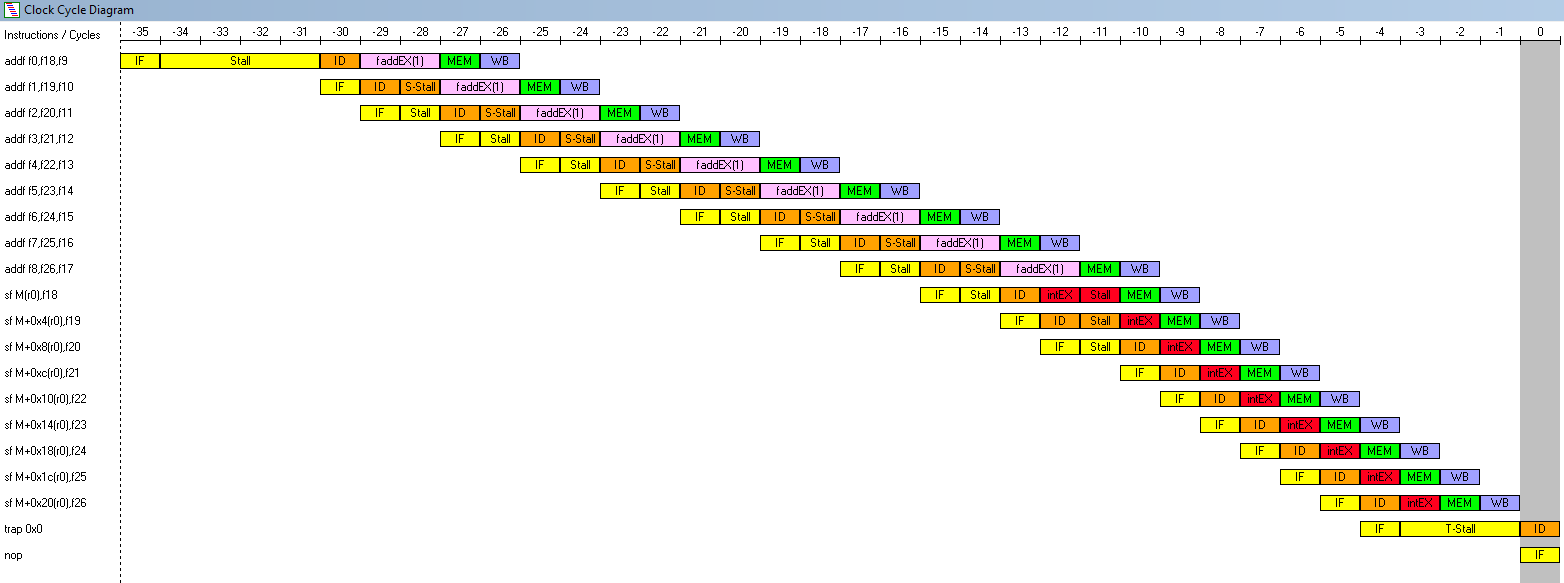 Clock Cycle Diagram
Instructions / Cycles -35 -34 -33 -32 -31 -30 -29 -28 -27 -26 -25 -24 -23 -22 -21 -20 -19 -18 -17 -16 -15 -14 -13 -12 -11 -10 -9 -8 -7 -6 -5 -4 -3 -2 -1 0
addf f0,f18,f9 IF Stall ID faddEX(1) MEM WB
addf f1,f19,f10 IF ID S-Stall faddEX(1) MEM WB
addf f2,f20,f11 IF Stall ID S-Stall faddEX(1) MEM WB
addf f3,f21,f12 IF Stall ID S-Stall faddEX(1) MEM WB
addf f4,f22,f13 IF Stall ID S-Stall faddEX(1) MEM WB
addf f5,f23,f14 IF Stall ID S-Stall faddEX(1) MEM WB
addf f6,f24,f15 IF Stall ID S-Stall faddEX(1) MEM WB
addf f7,f25,f16 IF Stall ID S-Stall faddEX(1) MEM WB
addf f8,f26,f17 IF Stall ID S-Stall faddEX(1) MEM WB
sf M(r0),f18 IF Stall ID intEX Stall MEM WB
sf M+0x4(r0),f19 IF ID Stall intEX MEM WB
sf M+0x8(r0),f20 IF Stall ID intEX MEM WB
sf M+0xc(r0),f21 IF ID intEX MEM WB
sf M+0x10(r0),f22 IF ID intEX MEM WB
sf M+0x14(r0),f23 IF ID intEX MEM WB
sf M+0x18(r0),f24 IF ID intEX MEM WB
sf M+0x1c(r0),f25 IF ID intEX MEM WB
sf M+0x20(r0),f26 IF ID intEX MEM WB
trap 0x0 IF T-Stall ID
nop IF